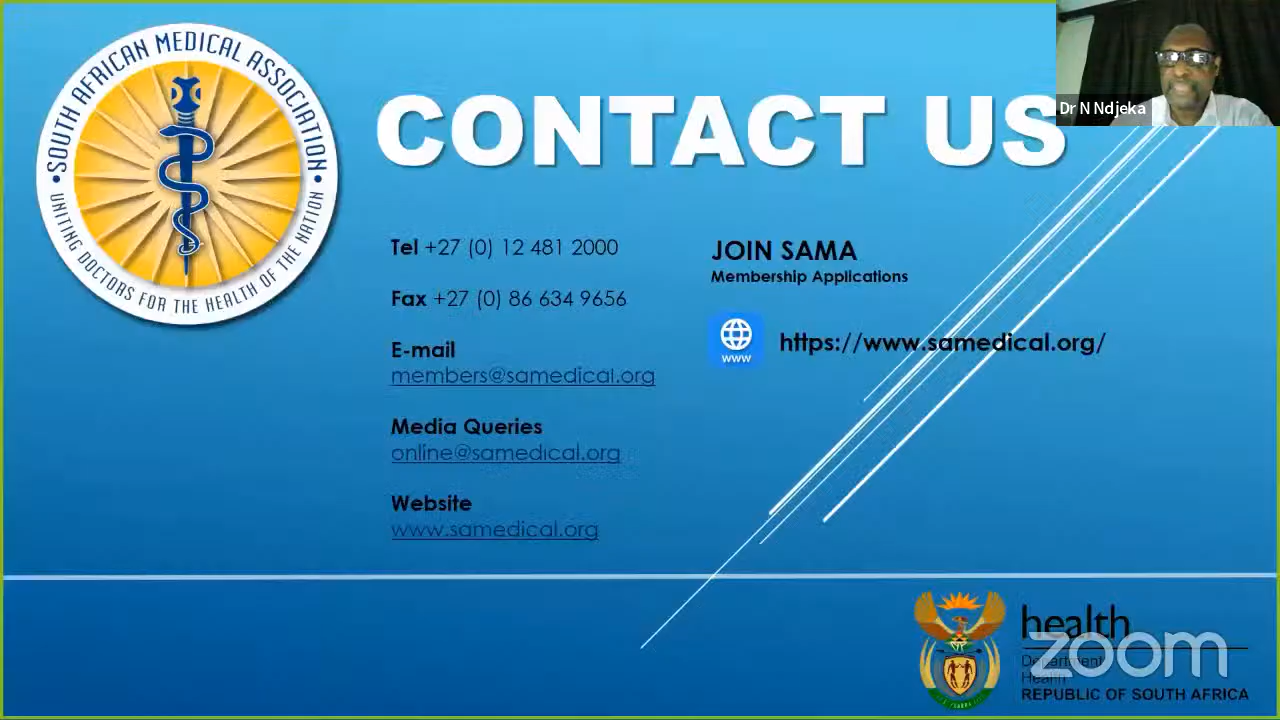 SOUTH AFRICAN MEDICAL ASSOCIATION
UNITING DOCTORS FOR THE HEALTH OF THE NATION
CONTACT US
Dr N Ndjeka
Tel +27 (0) 12 481 2000
Fax +27 (0) 86 634 9656
E-mail
members@samedical.org
Media Queries
online@samedical.org
Website
www.samedical.org
JOIN SAMA
Membership Applications
www
https://www.samedical.org/
health
zoom
Department:
Health
REPUBLIC OF SOUTH AFRICA